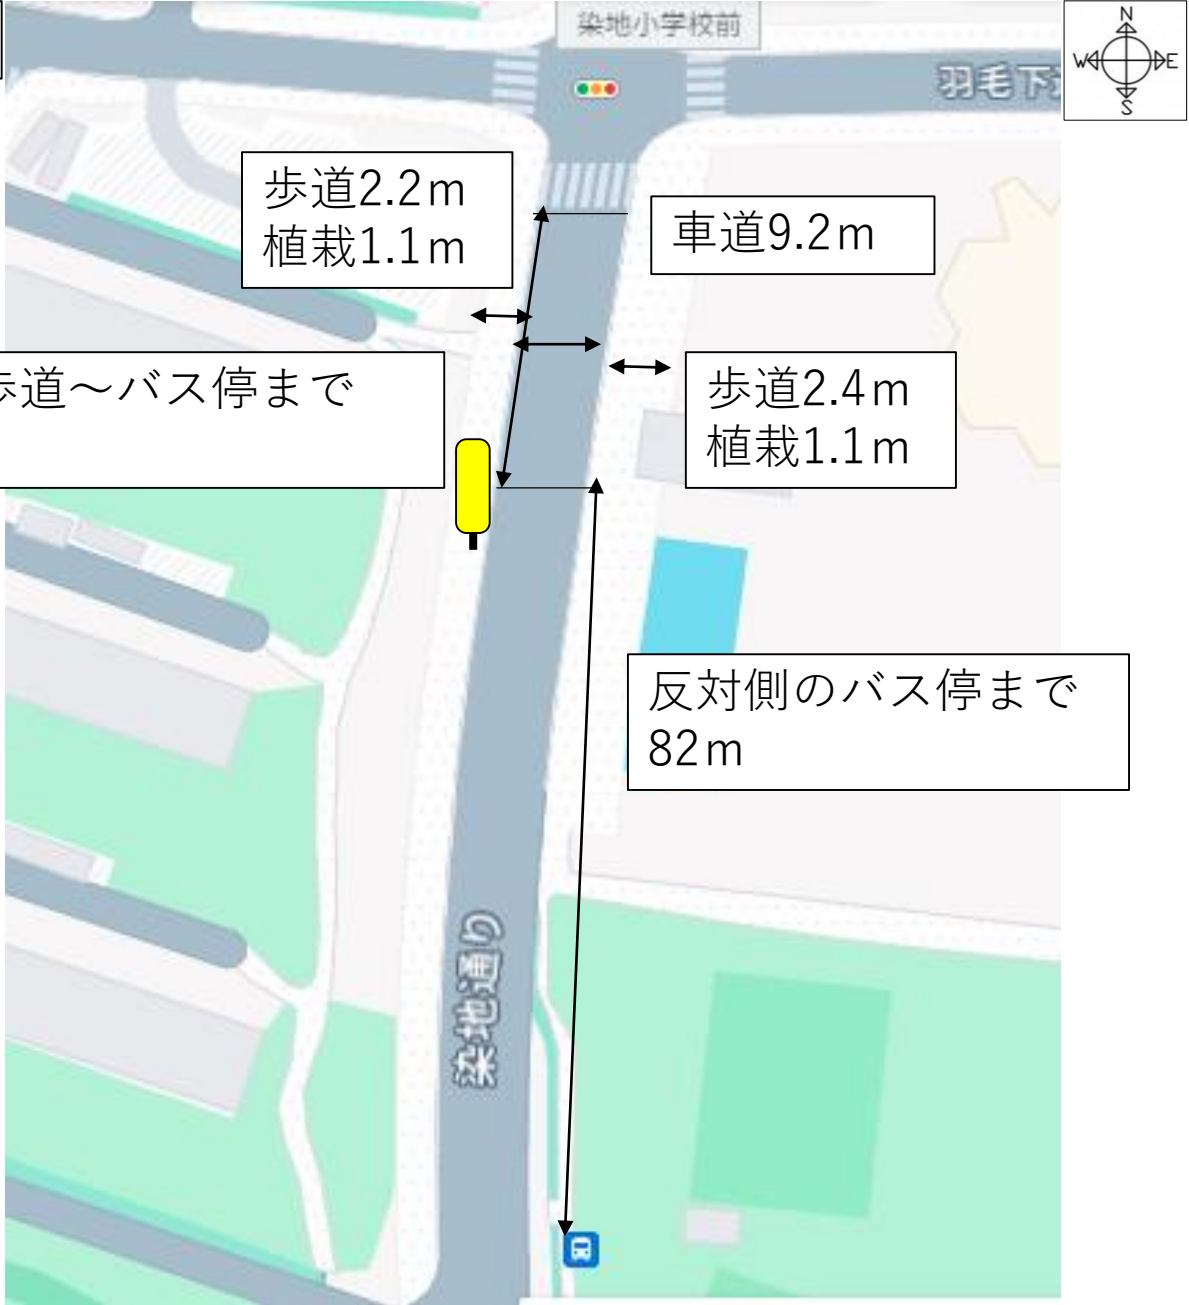 染地小学校前
N
W E
S
羽毛下
歩道2.2m
植栽1.1m
車道9.2m
歩道～バス停まで
歩道2.4m
植栽1.1m
反対側のバス停まで
82m
染地通り